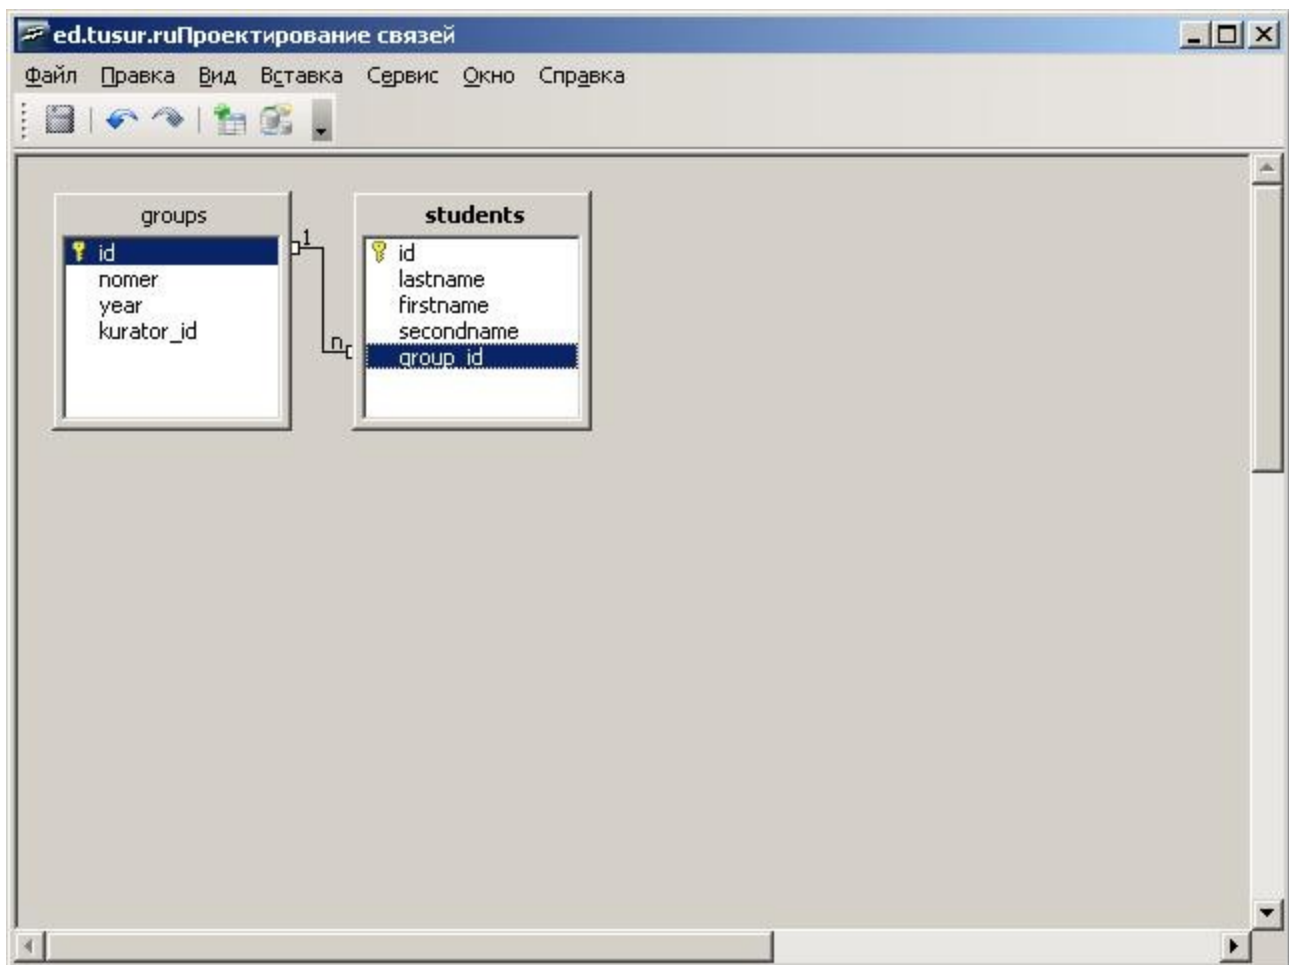 ed.tusur.ruПроектирование связей
Файл Правка Вид Вставка Сервис Окно Справка
groups
id
nomer
year
kurator_id
1
n
students
id
lastname
firstname
secondname
group_id